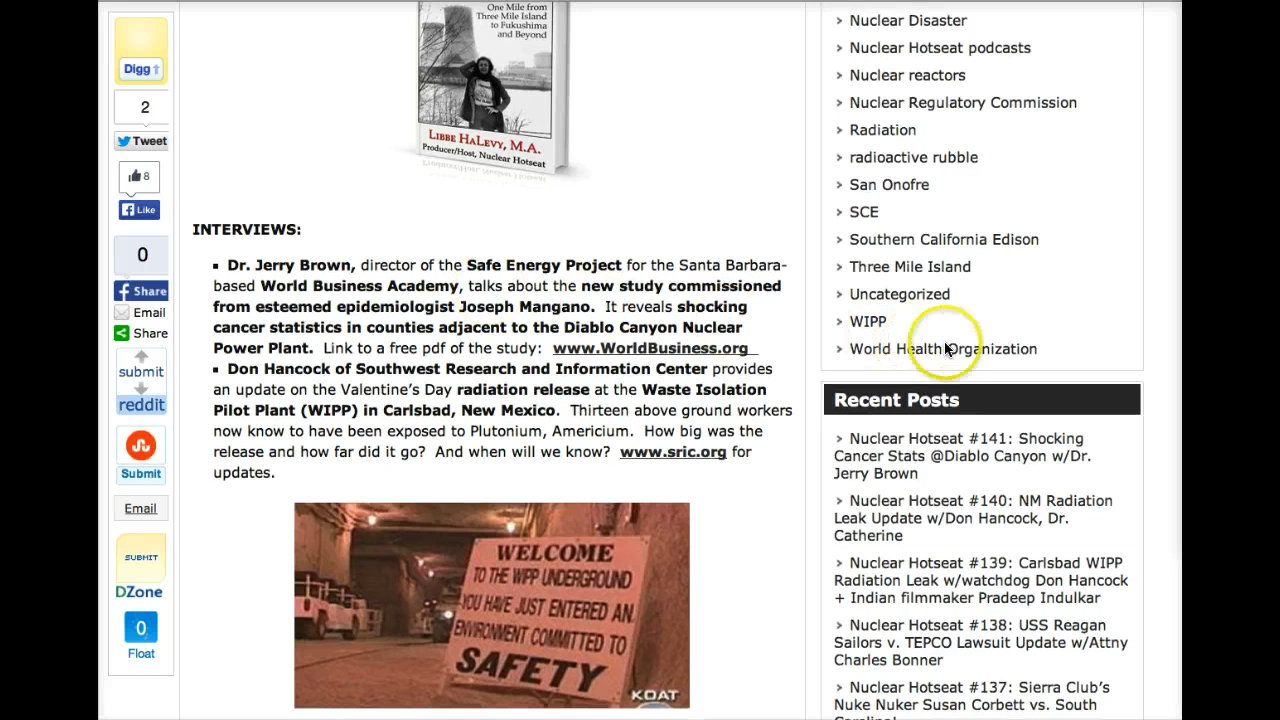 Digg
2
Tweet
8
Like
0
Share
Email
Share
submit
reddit
Submit
Email
SUBMIT
DZone
0
Float
One Mile from
Three Mile Island
to Fukushima
and Beyond
LIBBE HALEVY, M.A.
Producer/Host, Nuclear Hotseat
INTERVIEWS:
Dr. Jerry Brown, director of the Safe Energy Project for the Santa Barbara-
based World Business Academy, talks about the new study commissioned
from esteemed epidemiologist Joseph Mangano. It reveals shocking
cancer statistics in counties adjacent to the Diablo Canyon Nuclear
Power Plant. Link to a free pdf of the study: www.WorldBusiness.org
Don Hancock of Southwest Research and Information Center provides
an update on the Valentine's Day radiation release at the Waste Isolation
Pilot Plant (WIPP) in Carlsbad, New Mexico. Thirteen above ground workers
now know to have been exposed to Plutonium, Americium. How big was the
release and how far did it go? And when will we know? www.sric.org for
updates.
WELCOME
TO THE WIPP UNDERGROUND
YOU HAVE JUST ENTERED AN
ENVIRONMENT COMMITTED TO
SAFETY
KOAT
Nuclear Disaster
Nuclear Hotseat podcasts
Nuclear reactors
Nuclear Regulatory Commission
Radiation
radioactive rubble
San Onofre
SCE
Southern California Edison
Three Mile Island
Uncategorized
WIPP
World Health Organization
Recent Posts
Nuclear Hotseat #141: Shocking
Cancer Stats @Diablo Canyon w/Dr.
Jerry Brown
Nuclear Hotseat #140: NM Radiation
Leak Update w/Don Hancock, Dr.
Catherine
Nuclear Hotseat #139: Carlsbad WIPP
Radiation Leak w/watchdog Don Hancock
+ Indian filmmaker Pradeep Indulkar
Nuclear Hotseat #138: USS Reagan
Sailors v. TEPCO Lawsuit Update w/Attny
Charles Bonner
Nuclear Hotseat #137: Sierra Club's
Nuke Nuker Susan Corbett vs. South